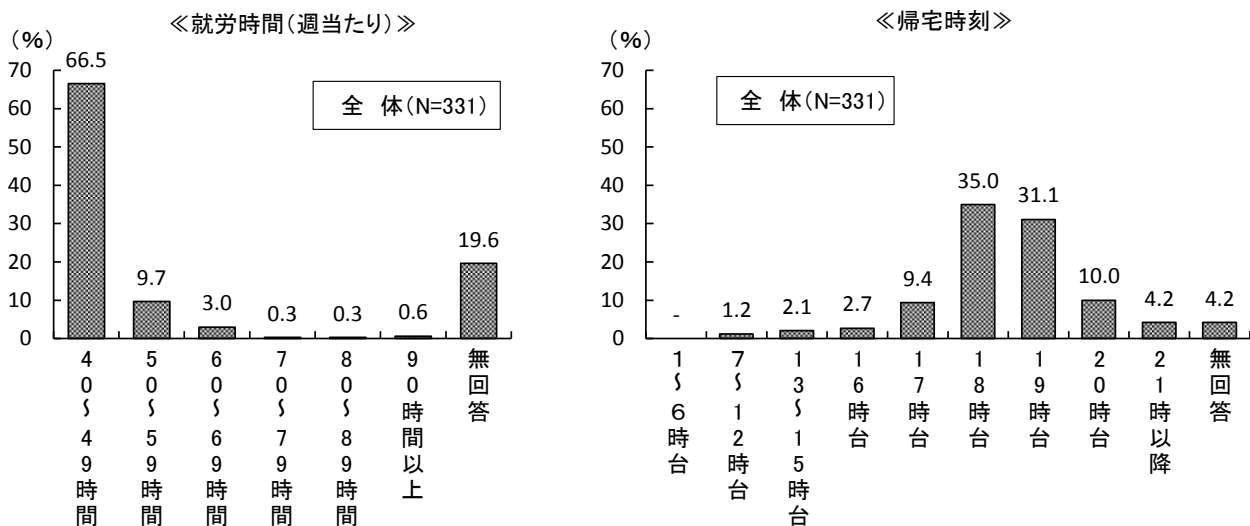 ≪就労時間(週当たり)≫
(%)
全　体(N=331)
70
60
50
40
30
20
10
0
66.5
9.7
3.0
0.3
0.3
0.6
19.6
40～49時間
50～59時間
60～69時間
70～79時間
80～89時間
90時間以上
無回答
≪帰宅時刻≫
(%)
全　体(N=331)
70
60
50
40
30
20
10
0
-
1.2
2.1
2.7
9.4
35.0
31.1
10.0
4.2
4.2
1～6時台
7～12時台
13～15時台
16時台
17時台
18時台
19時台
20時台
21時以降
無回答